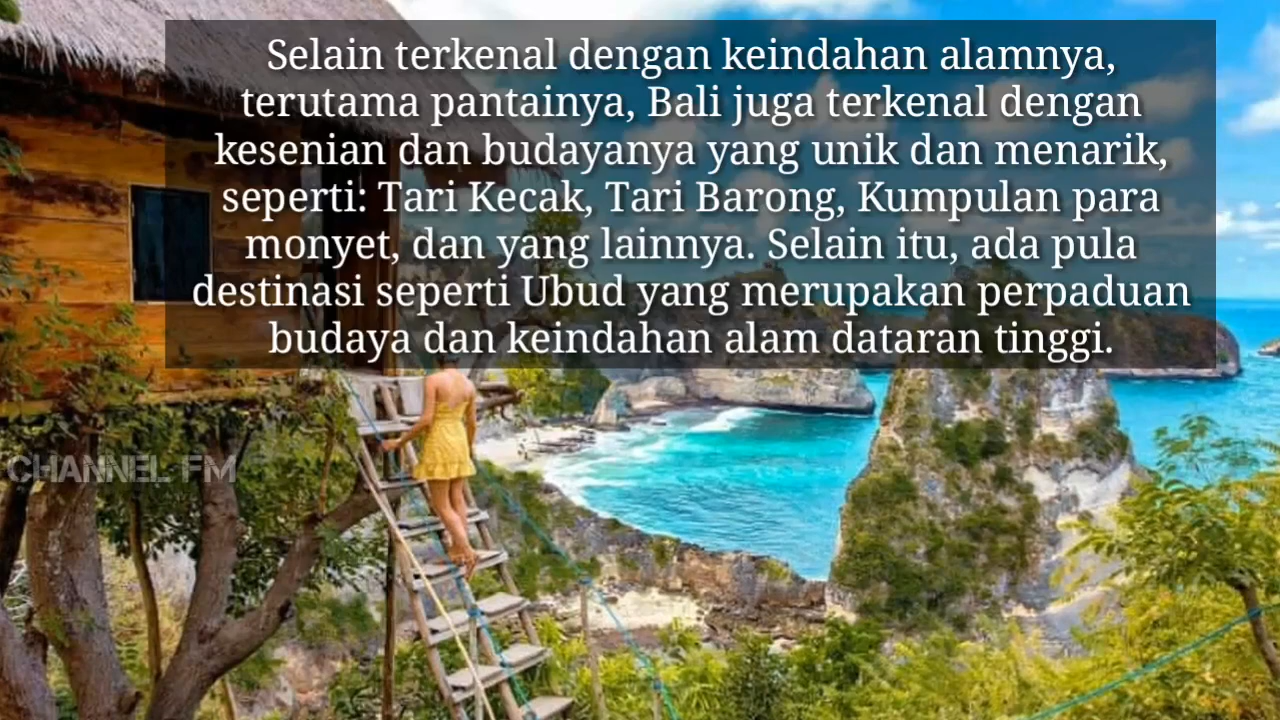 Selain terkenal dengan keindahan alamnya,
terutama pantainya, Bali juga terkenal dengan
kesenian dan budayanya yang unik dan menarik,
seperti: Tari Kecak, Tari Barong, Kumpulan para
monyet, dan yang lainnya. Selain itu, ada pula
destinasi seperti Ubud yang merupakan perpaduan
budaya dan keindahan alam dataran tinggi.
CHANNEL FM